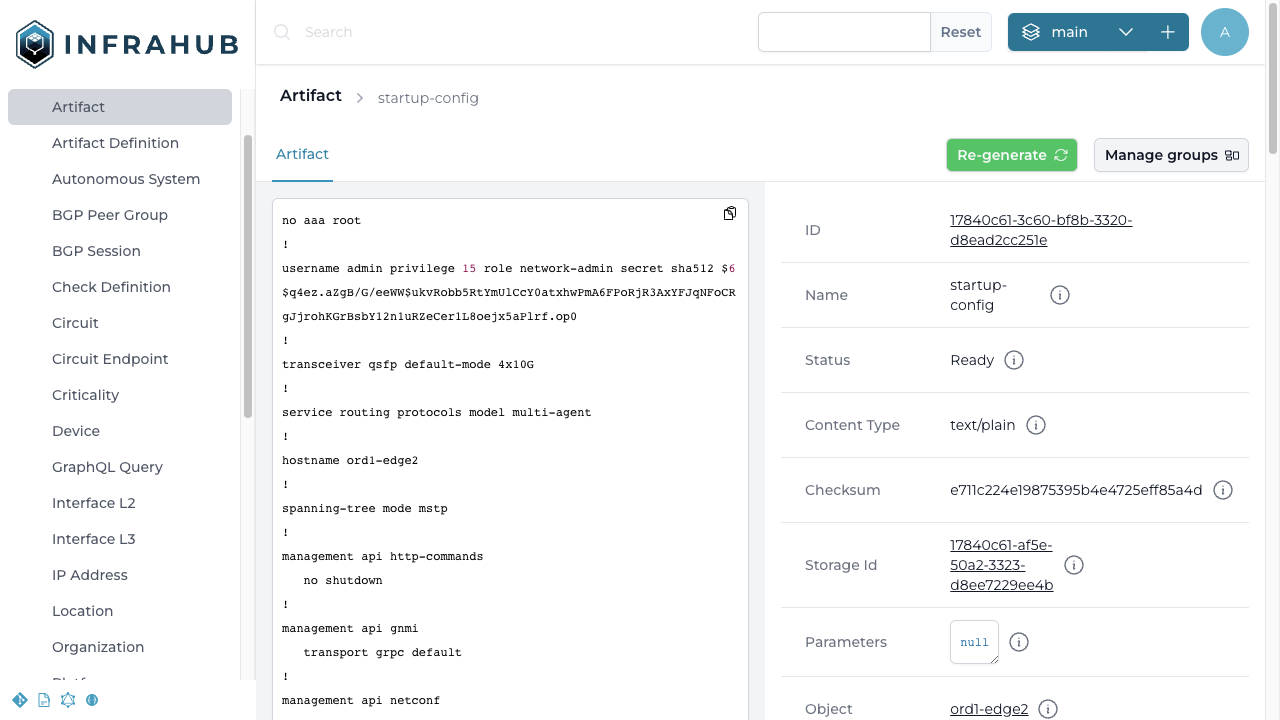 INFRAHUB
Search
Reset
main
A
Artifact
Artifact Definition
Autonomous System
BGP Peer Group
BGP Session
Check Definition
Circuit
Circuit Endpoint
Criticality
Device
GraphQL Query
Interface L2
Interface L3
IP Address
Location
Organization
Artifact
startup-config
Artifact
Re-generate
Manage groups
no aaa root
!
username admin privilege 15 role network-admin secret sha512 $6
$q4ez.aZgB/G/eeWW$ukvRobb5RtYmUlCcY0atxhwPmA6FPoRjR3AxYFJqNFoCR
gJjrohKGrBsbY12n1uRZeCer1L8oejx5aPlrf.op0
!
transceiver qsfp default-mode 4x10G
!
service routing protocols model multi-agent
!
hostname ord1-edge2
!
spanning-tree mode mstp
!
management api http-commands
   no shutdown
!
management api gnmi
   transport grpc default
!
management api netconf
ID
17840c61-3c60-bf8b-3320-
d8ead2cc251e
Name
startup-
config
Status
Ready
Content Type
text/plain
Checksum
e711c224e19875395b4e4725eff85a4d
Storage Id
17840c61-af5e-
50a2-3323-
d8ee7229ee4b
Parameters
null
Object
ord1-edge2